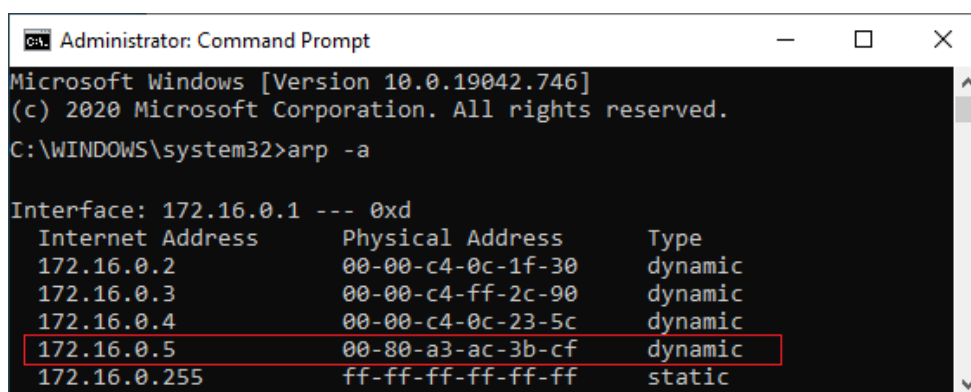 Administrator: Command Prompt
Microsoft Windows [Version 10.0.19042.746]
(c) 2020 Microsoft Corporation. All rights reserved.
C:\WINDOWS\system32>arp -a
Interface: 172.16.0.1 --- 0xd
Internet Address Physical Address Type
172.16.0.2 00-00-c4-0c-1f-30 dynamic
172.16.0.3 00-00-c4-ff-2c-90 dynamic
172.16.0.4 00-00-c4-0c-23-5c dynamic
172.16.0.5 00-80-a3-ac-3b-cf dynamic
172.16.0.255 ff-ff-ff-ff-ff-ff static